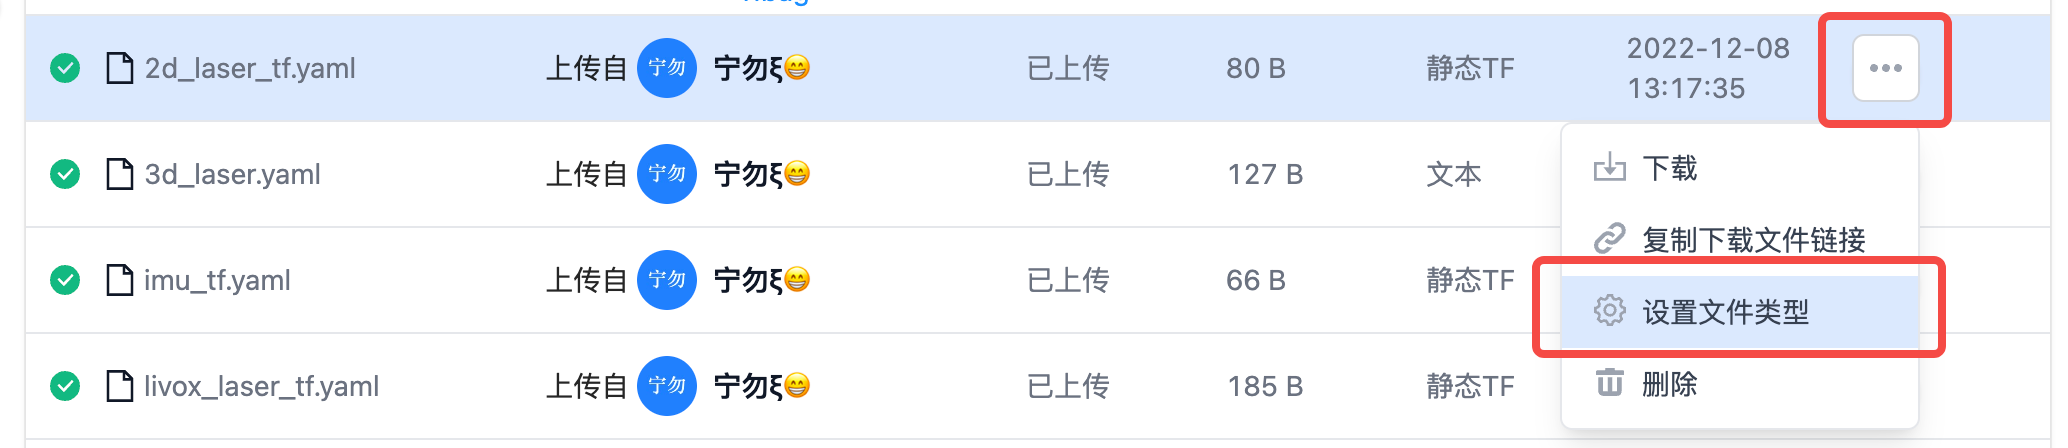 2d_laser_tf.yaml 上传自 宁勿 宁勿ξ😁 已上传 80 B 静态TF 2022-12-08
13:17:35
3d_laser.yaml 上传自 宁勿 宁勿ξ😁 已上传 127 B 文本
下载
复制下载文件链接
imu_tf.yaml 上传自 宁勿 宁勿ξ😁 已上传 66 B 静态TF
设置文件类型
livox_laser_tf.yaml 上传自 宁勿 宁勿ξ😁 已上传 185 B 静态TF
删除